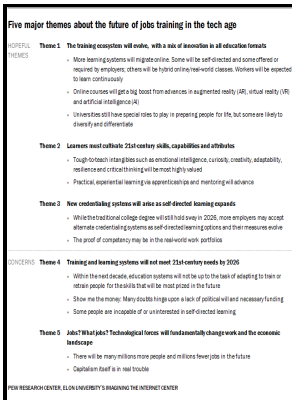 Five major themes about the future of jobs training in the tech age
HOPEFUL THEMES
Theme 1 The training ecosystem will evolve, with a mix of innovation in all education formats
• More learning systems will migrate online. Some will be self-directed and some offered or
required by employers; others will be hybrid online/real-world classes. Workers will be expected
to learn continuously
• Online courses will get a big boost from advances in augmented reality (AR), virtual reality (VR)
and artificial intelligence (AI)
• Universities still have special roles to play in preparing people for life, but some are likely to
diversify and differentiate
Theme 2 Learners must cultivate 21st-century skills, capabilities and attributes
• Tough-to-teach intangibles such as emotional intelligence, curiosity, creativity, adaptability,
resilience and critical thinking will be most highly valued
• Practical, experiential learning via apprenticeships and mentoring will advance
Theme 3 New credentialing systems will arise as self-directed learning expands
• While the traditional college degree will still hold sway in 2026, more employers may accept
alternate credentialing systems as self-directed learning options and their measures evolve
• The proof of competency may be in the real-world work portfolios
CONCERNS Theme 4 Training and learning systems will not meet 21st-century needs by 2026
• Within the next decade, education systems will not be up to the task of adapting to train or
retrain people for the skills that will be most prized in the future
• Show me the money: Many doubts hinge upon a lack of political will and necessary funding
• Some people are incapable of or uninterested in self-directed learning
Theme 5 Jobs? What jobs? Technological forces will fundamentally change work and the economic
landscape
• There will be many millions more people and millions fewer jobs in the future
• Capitalism itself is in real trouble
PEW RESEARCH CENTER, ELON UNIVERSITY'S IMAGINING THE INTERNET CENTER